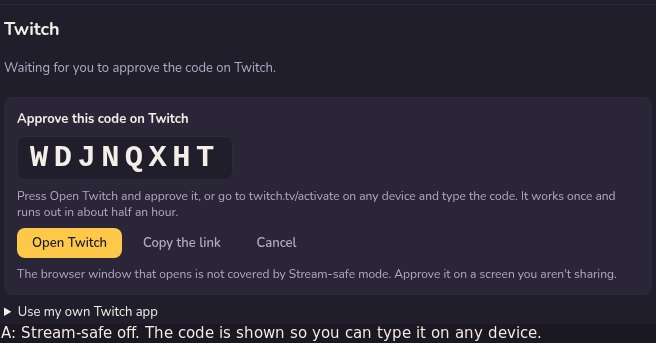 Twitch
Waiting for you to approve the code on Twitch.
Approve this code on Twitch
WDJNQXHT
Press Open Twitch and approve it, or go to twitch.tv/activate on any device and type the code. It works once and
runs out in about half an hour.
Open Twitch Copy the link Cancel
The browser window that opens is not covered by Stream-safe mode. Approve it on a screen you aren't sharing.
Use my own Twitch app
A: Stream-safe off. The code is shown so you can type it on any device.